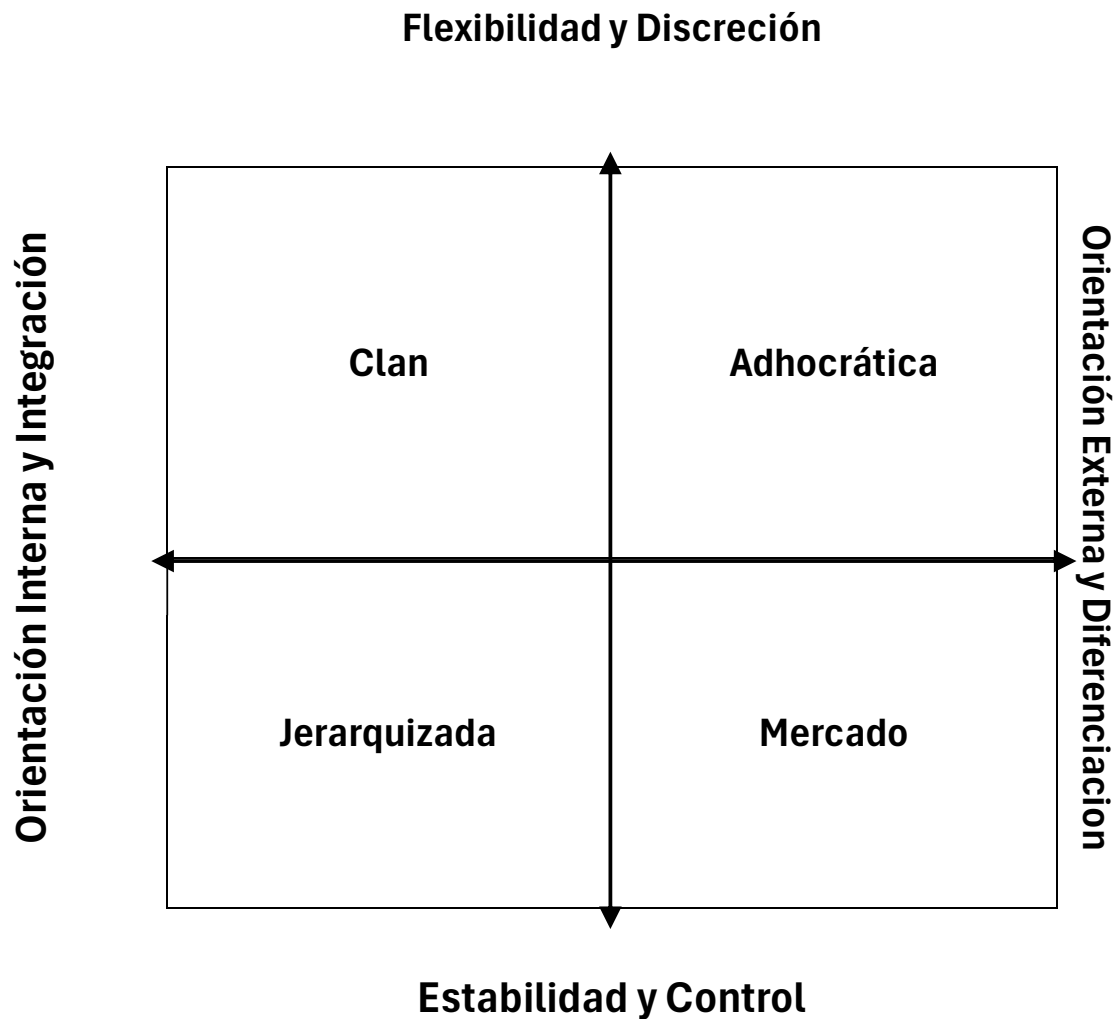 Flexibilidad y Discreción
Orientación Interna y Integración
Clan
Adhocrática
Orientación Externa y Diferenciacion
Jerarquizada
Mercado
Estabilidad y Control